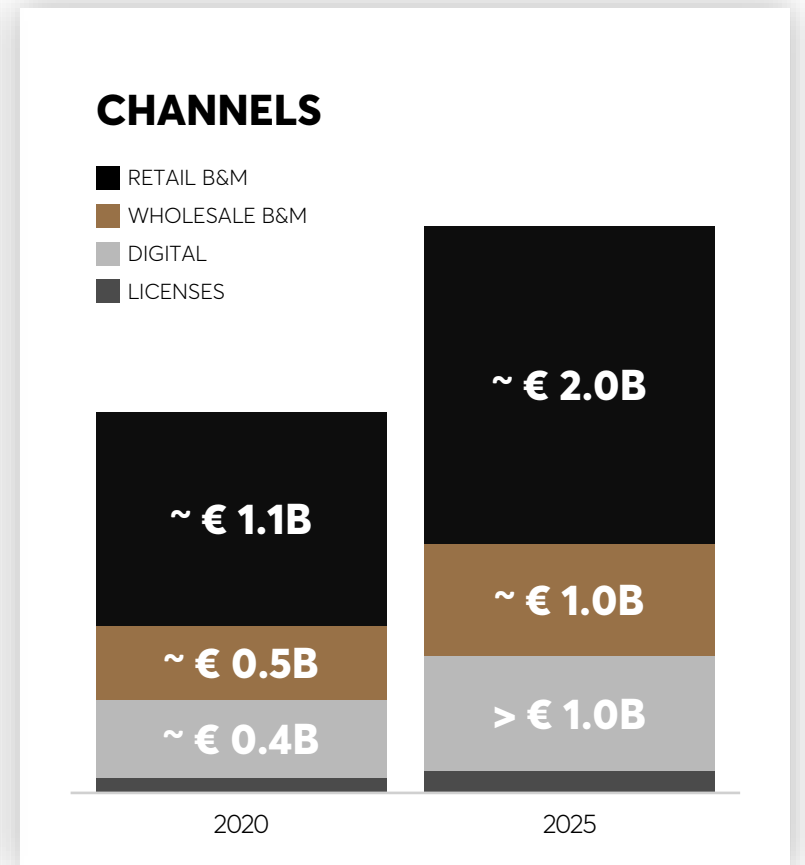 CHANNELS
RETAIL B&M
WHOLESALE B&M
DIGITAL
LICENSES
~ € 2.0B
~ € 1.1B
~ € 1.0B
~ € 0.5B
> € 1.0B
~ € 0.4B
2020 2025